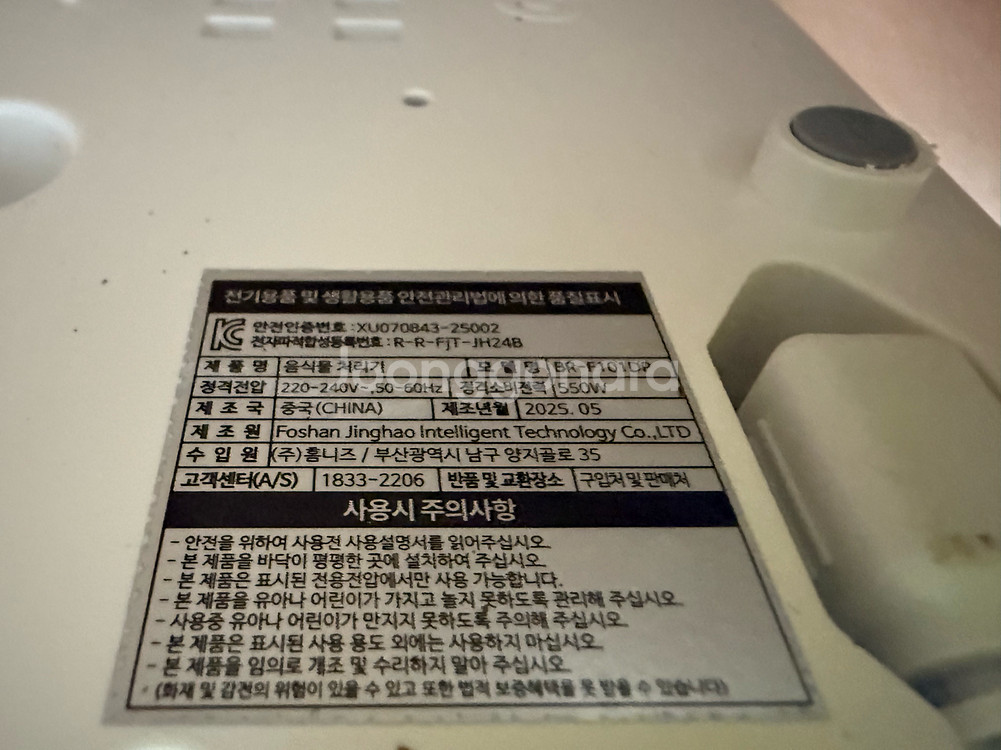 전기용품 및 생활용품 안전관리법에 의한 품질표시
안전인증번호 : XU070843-25002
전자파적합성등록번호 : R-R-FjT-JH24B
제 품 명 음식물 처리기 모 델 명 BR-F101DP
정격전압 220-240V~,50-60Hz 정격소비전력 550W
제 조 국 중국(CHINA) 제조년월 2025. 05
제 조 원 Foshan Jinghao Intelligent Technology Co.,LTD
수 입 원 (주)홈니즈 / 부산광역시 남구 양지골로 35
고객센터(A/S) 1833-2206 반품 및 교환장소 구입처 및 판매처
사용시 주의사항
- 안전을 위하여 사용전 사용설명서를 읽어주십시오.
- 본 제품을 바닥이 평평한 곳에 설치하여 주십시오.
- 본 제품은 표시된 전용전압에서만 사용 가능합니다.
- 본 제품을 유아나 어린이가 가지고 놀지 못하도록 관리해 주십시오.
- 사용중 유아나 어린이가 만지지 못하도록 주의해 주십시오.
- 본 제품은 표시된 사용 용도 외에는 사용하지 마십시오.
- 본 제품을 임의로 개조 및 수리하지 말아 주십시오.
(화재 및 감전의 위험이 있을 수 있고 또한 법적 보증혜택을 못 받을 수 있습니다)